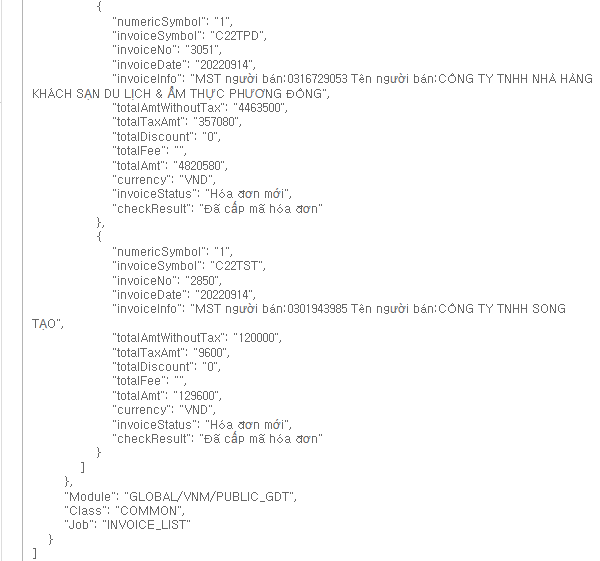 {
"numericSymbol": "1",
"invoiceSymbol": "C22TPD",
"invoiceNo": "3051",
"invoiceDate": "20220914",
"invoiceInfo": "MST người bán:0316729053 Tên người bán:CÔNG TY TNHH NHÀ HÀNG
KHÁCH SẠN DU LỊCH & ẨM THỰC PHƯƠNG ĐÔNG",
"totalAmtWithoutTax": "4463500",
"totalTaxAmt": "357080",
"totalDiscount": "0",
"totalFee": "",
"totalAmt": "4820580",
"currency": "VND",
"invoiceStatus": "Hóa đơn mới",
"checkResult": "Đã cấp mã hóa đơn"
},
{
"numericSymbol": "1",
"invoiceSymbol": "C22TST",
"invoiceNo": "2850",
"invoiceDate": "20220914",
"invoiceInfo": "MST người bán:0301943985 Tên người bán:CÔNG TY TNHH SONG
TẠO",
"totalAmtWithoutTax": "120000",
"totalTaxAmt": "9600",
"totalDiscount": "0",
"totalFee": "",
"totalAmt": "129600",
"currency": "VND",
"invoiceStatus": "Hóa đơn mới",
"checkResult": "Đã cấp mã hóa đơn"
}
]
},
"Module": "GLOBAL/VNM/PUBLIC_GDT",
"Class": "COMMON",
"Job": "INVOICE_LIST"
}
]